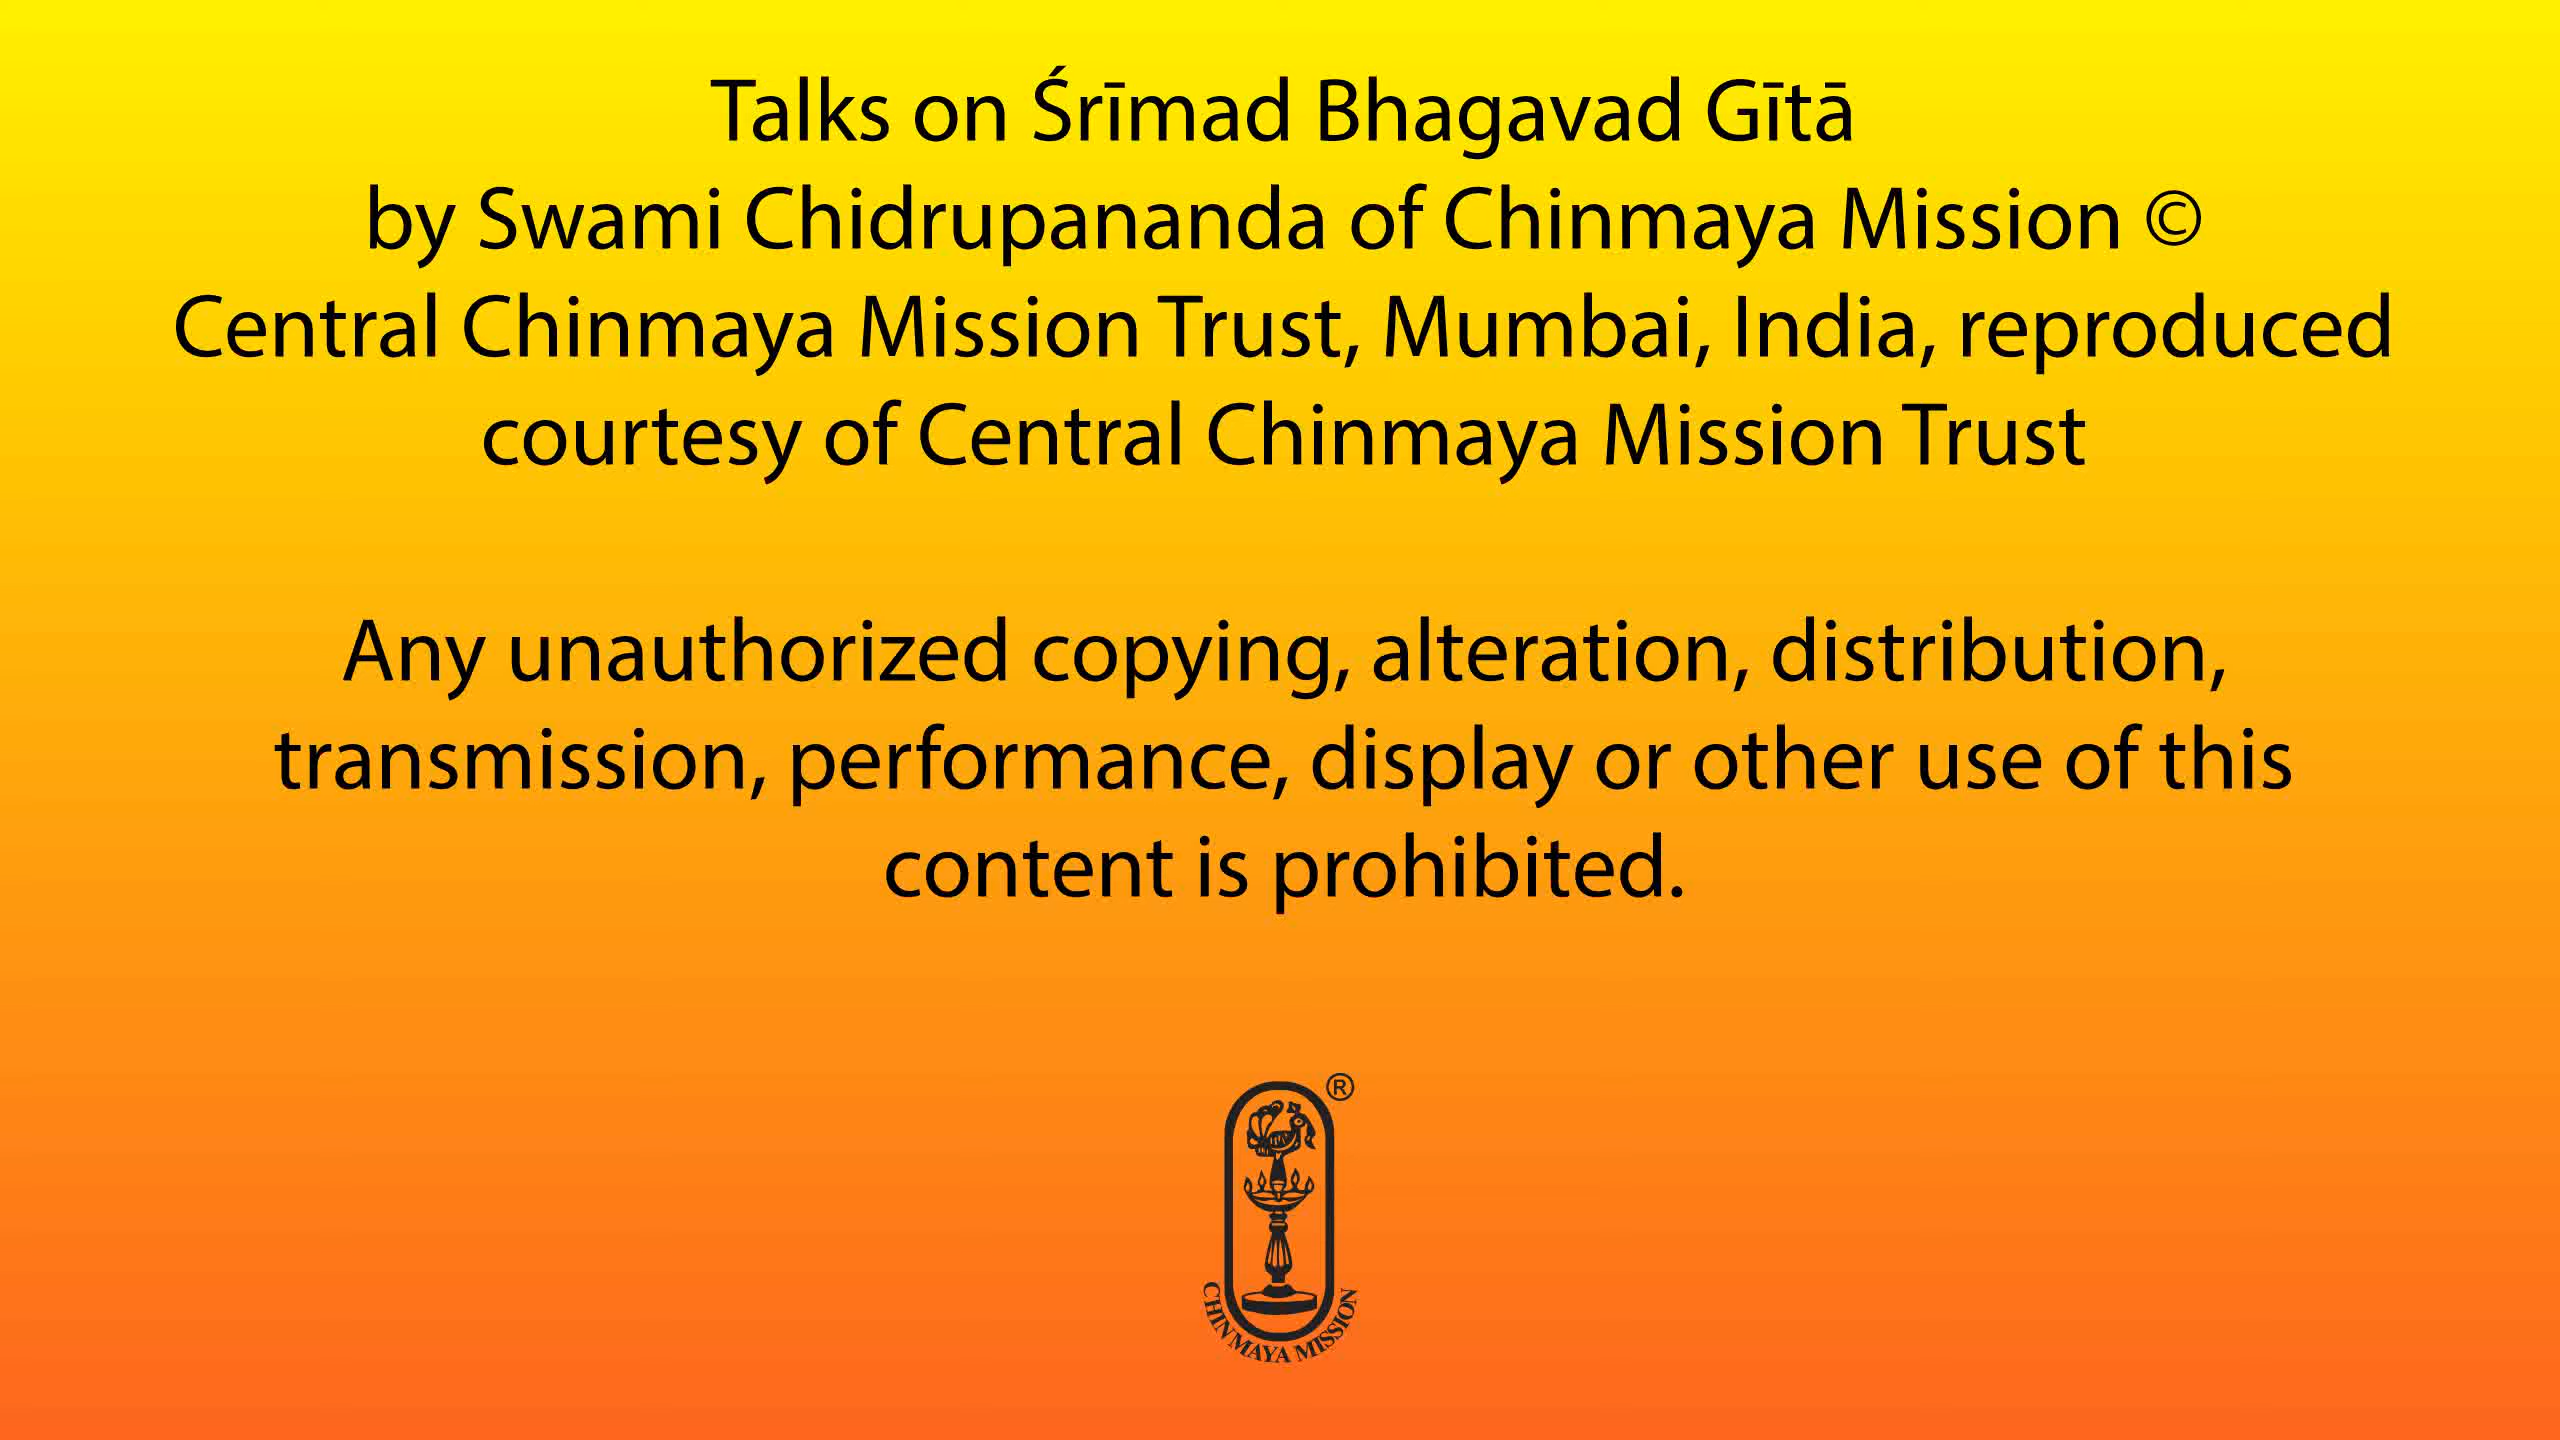 Talks on Śrīmad Bhagavad Gītā
by Swami Chidrupananda of Chinmaya Mission ©
Central Chinmaya Mission Trust, Mumbai, India, reproduced
courtesy of Central Chinmaya Mission Trust
Any unauthorized copying, alteration, distribution,
transmission, performance, display or other use of this
content is prohibited.
®
CHINMAYA MISSION